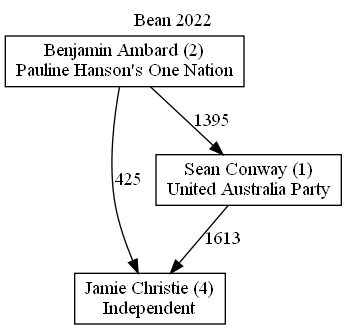 Bean 2022
Benjamin Ambard (2)
Pauline Hanson's One Nation
1395
Sean Conway (1)
United Australia Party
425
1613
Jamie Christie (4)
Independent